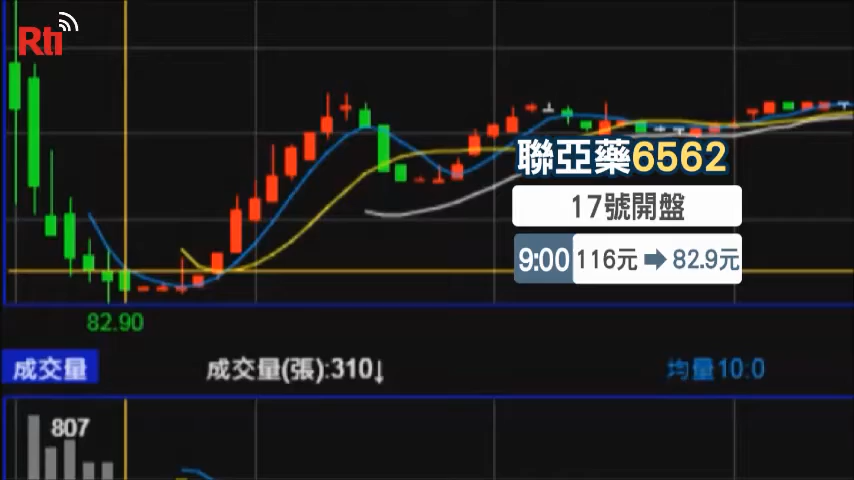 Rti
聯亞藥6562
17號開盤
9:00 116元 ➡ 82.9元
82.90
成交量 成交量(張):310↓ 均量10:0
807